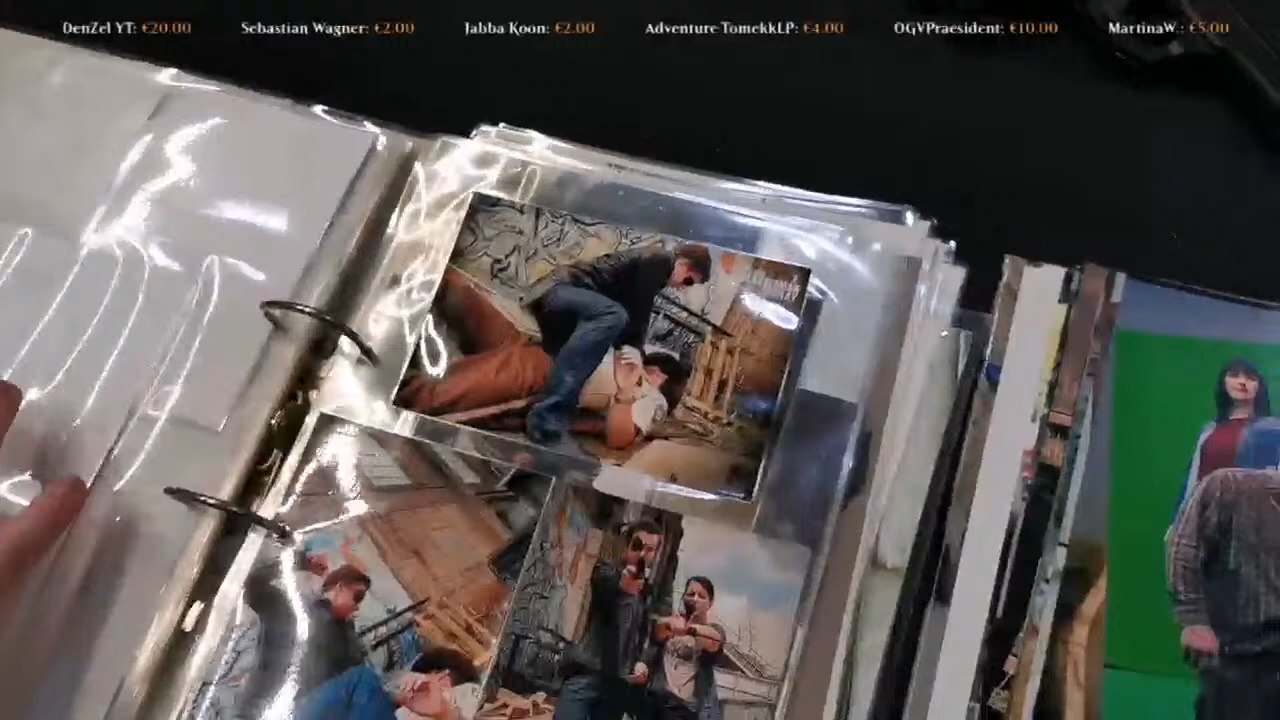 DenZel YT: €20.00 Sebastian Wagner: €2.00 Jabba Koon: €2.00 Adventure TomekkLP: €4.00 OGVPraesident: €10.00 MartinaW.: €5.00